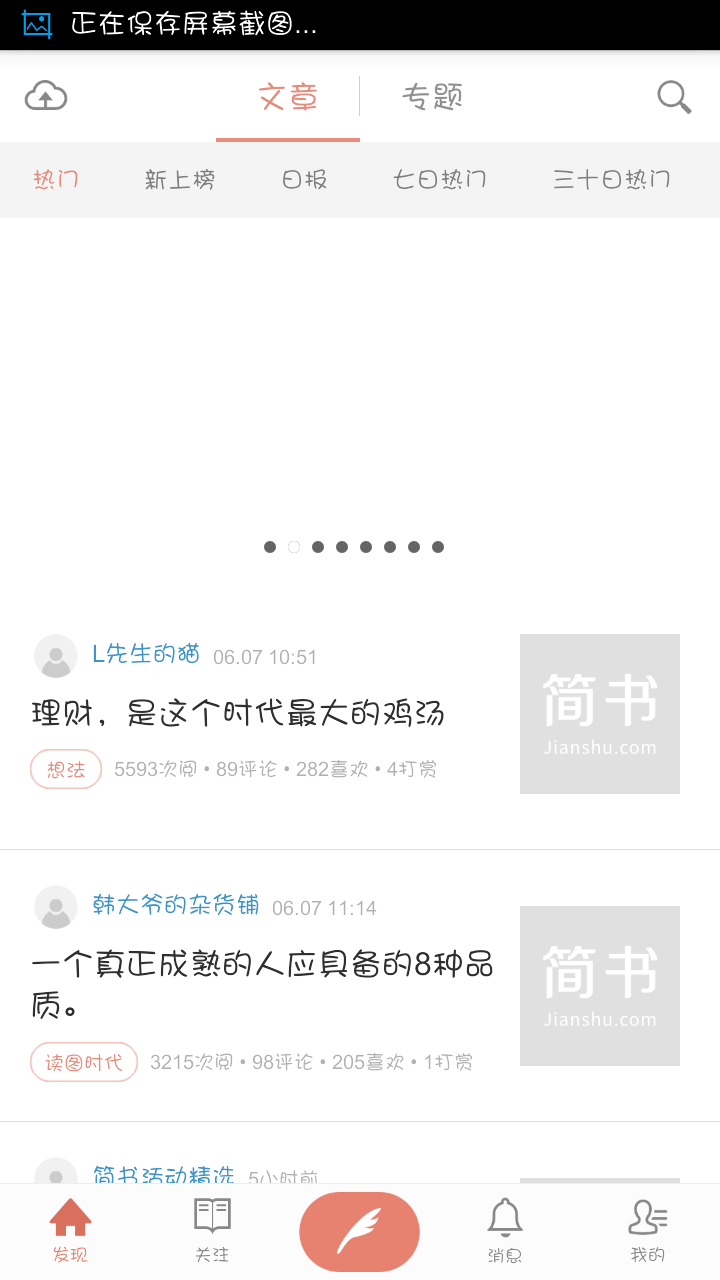 正在保存屏幕截图...
文章 专题
热门 新上榜 日报 七日热门 三十日热门
L先生的猫 06.07 10:51
理财，是这个时代最大的鸡汤
想法 5593次阅 • 89评论 • 282喜欢 • 4打赏
简书
Jianshu.com
韩大爷的杂货铺 06.07 11:14
一个真正成熟的人应具备的8种品
质。
读图时代 3215次阅 • 98评论 • 205喜欢 • 1打赏
简书
Jianshu.com
简书活动精选 5小时前
发现 关注 消息 我的